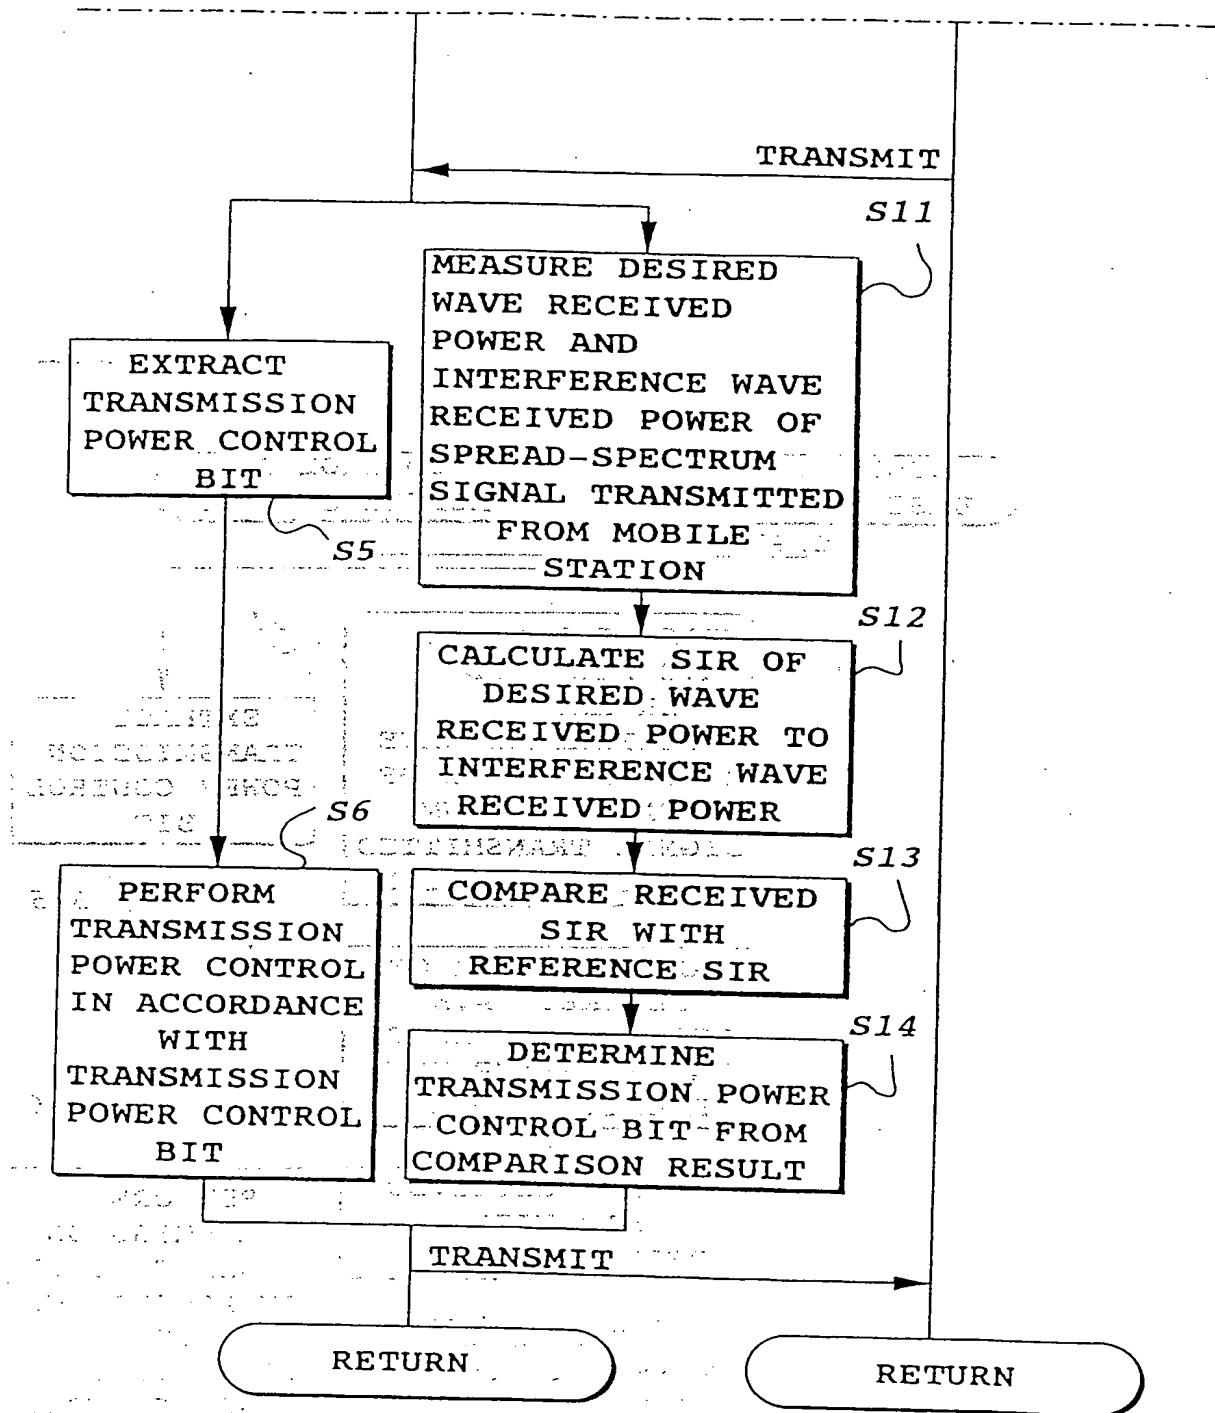 TRANSMIT
S11
MEASURE DESIRED
WAVE RECEIVED
POWER AND
INTERFERENCE WAVE
RECEIVED POWER OF
SPREAD-SPECTRUM
SIGNAL TRANSMITTED
FROM MOBILE
STATION
EXTRACT
TRANSMISSION
POWER CONTROL
BIT
S5
S12
CALCULATE SIR OF
DESIRED WAVE
RECEIVED POWER TO
INTERFERENCE WAVE
RECEIVED POWER
S6
PERFORM
TRANSMISSION
POWER CONTROL
IN ACCORDANCE
WITH
TRANSMISSION
POWER CONTROL
BIT
S13
COMPARE RECEIVED
SIR WITH
REFERENCE SIR
S14
DETERMINE
TRANSMISSION POWER
CONTROL BIT FROM
COMPARISON RESULT
TRANSMIT
RETURN
RETURN